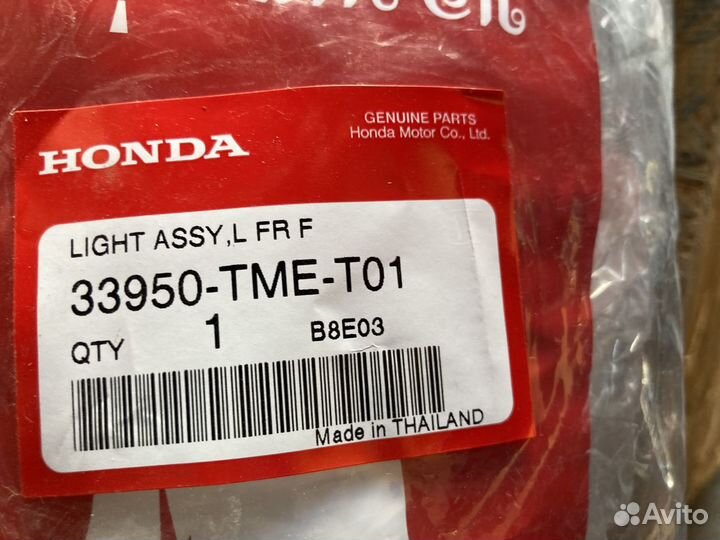 GENUINE PARTS
Honda Motor Co., Ltd.
HONDA
LIGHT ASSY,L FR F
33950-TME-T01
QTY 1 B8E03
Made in THAILAND
Avito